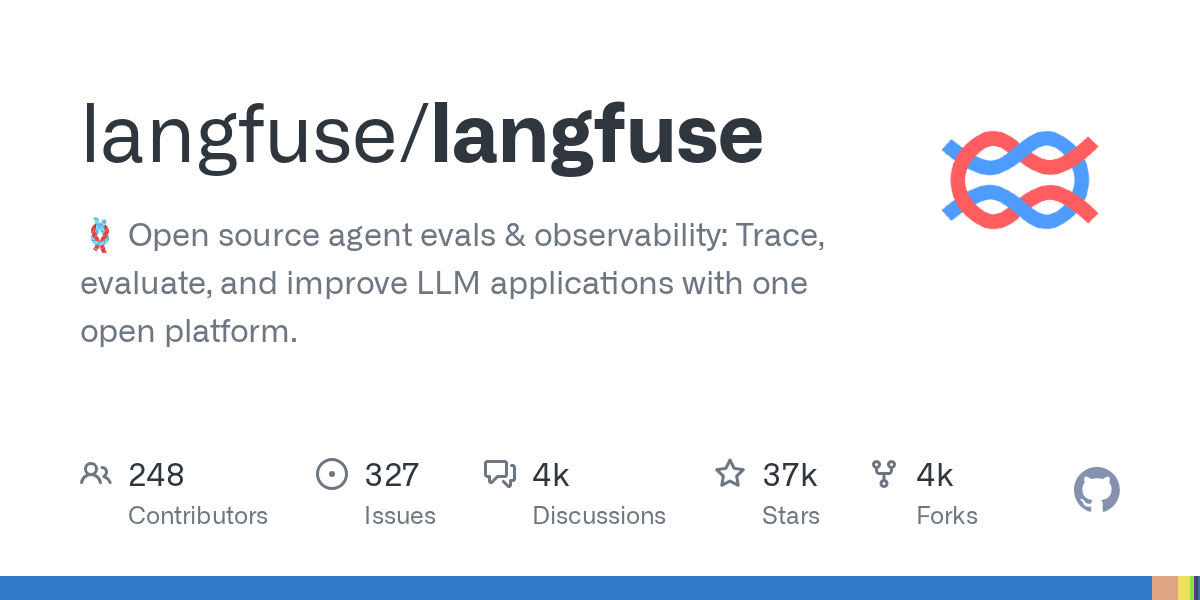 langfuse/langfuse
🪢 Open source agent evals & observability: Trace,
evaluate, and improve LLM applications with one
open platform.
248 327 4k 37k 4k
Contributors Issues Discussions Stars Forks